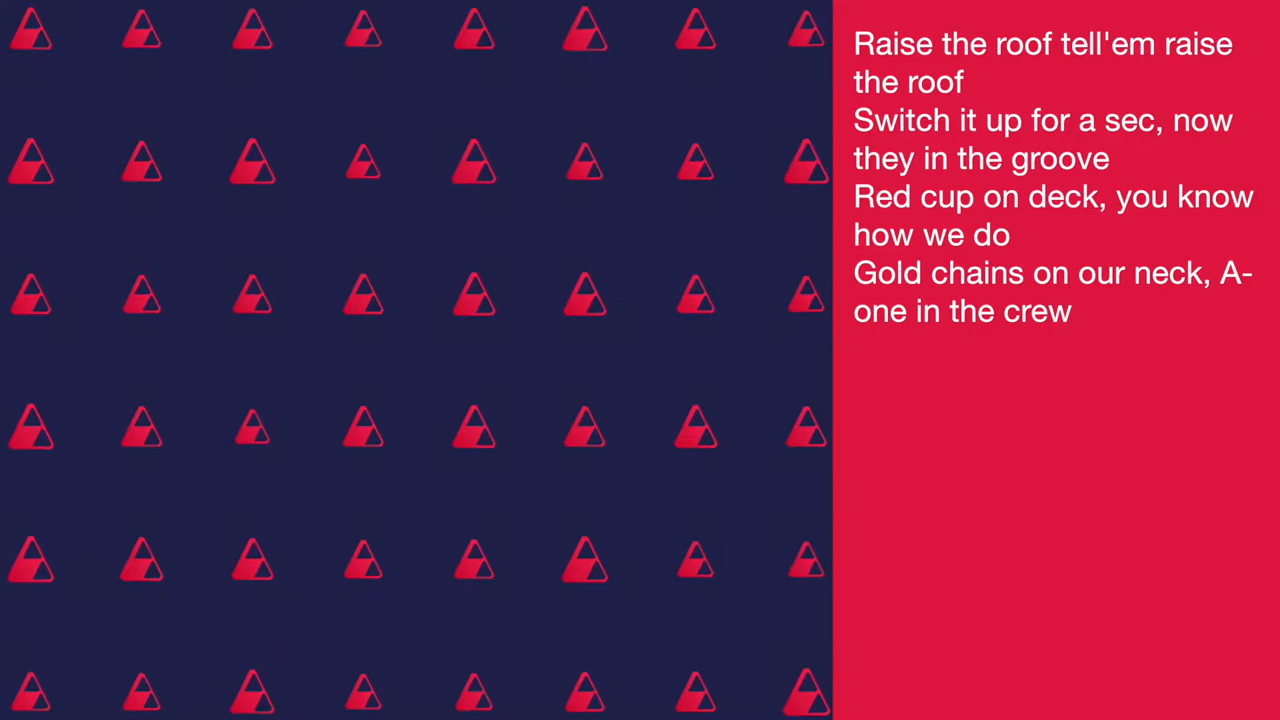 Raise the roof tell'em raise
the roof
Switch it up for a sec, now
they in the groove
Red cup on deck, you know
how we do
Gold chains on our neck, A-
one in the crew